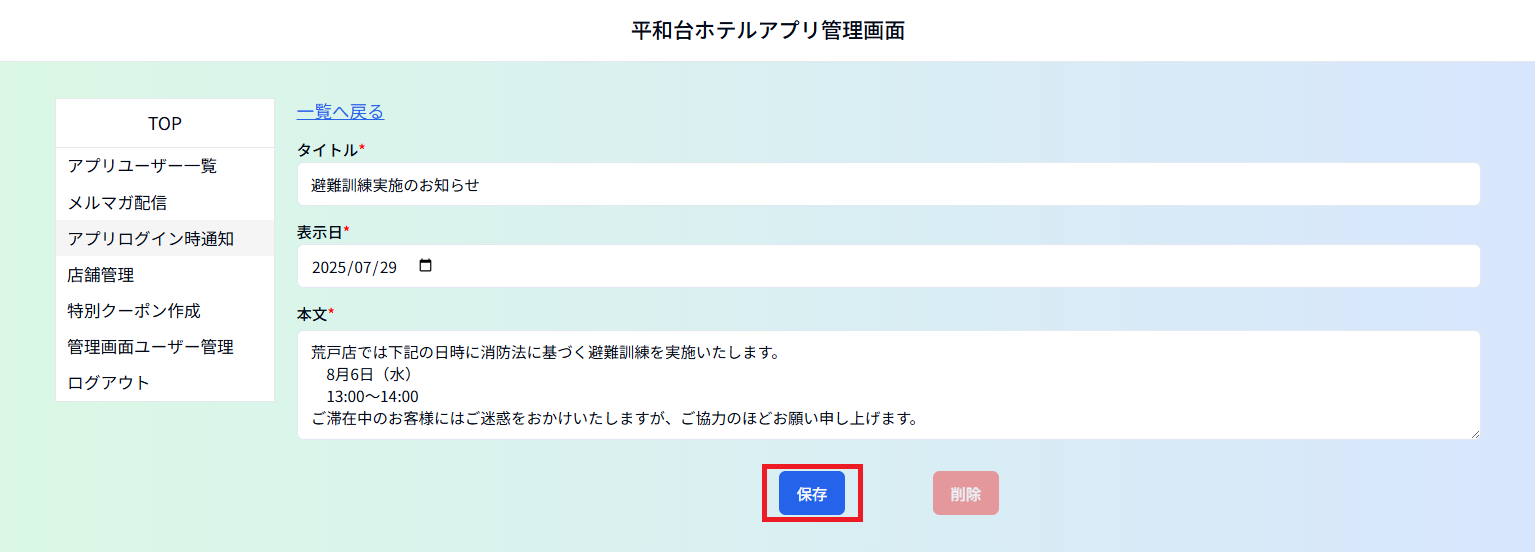 平和台ホテルアプリ管理画面
TOP
アプリユーザー一覧
メルマガ配信
アプリログイン時通知
店舗管理
特別クーポン作成
管理画面ユーザー管理
ログアウト
一覧へ戻る
タイトル*
避難訓練実施のお知らせ
表示日*
2025/07/29
本文*
荒戸店では下記の日時に消防法に基づく避難訓練を実施いたします。
　8月6日（水）
　13:00～14:00
ご滞在中のお客様にはご迷惑をおかけいたしますが、ご協力のほどお願い申し上げます。
保存
削除